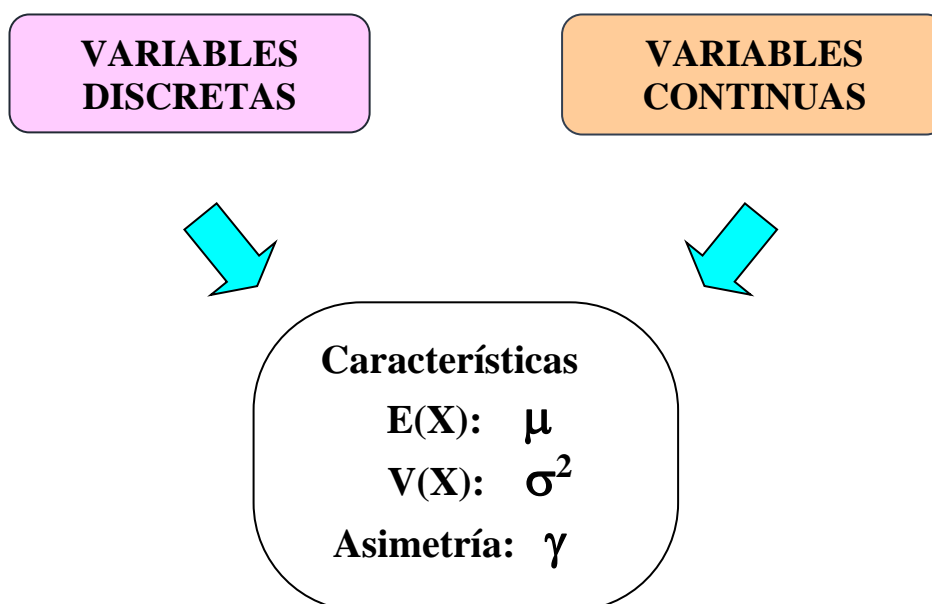 VARIABLES
DISCRETAS
VARIABLES
CONTINUAS
Características
E(X): μ
V(X): σ²
Asimetría: γ